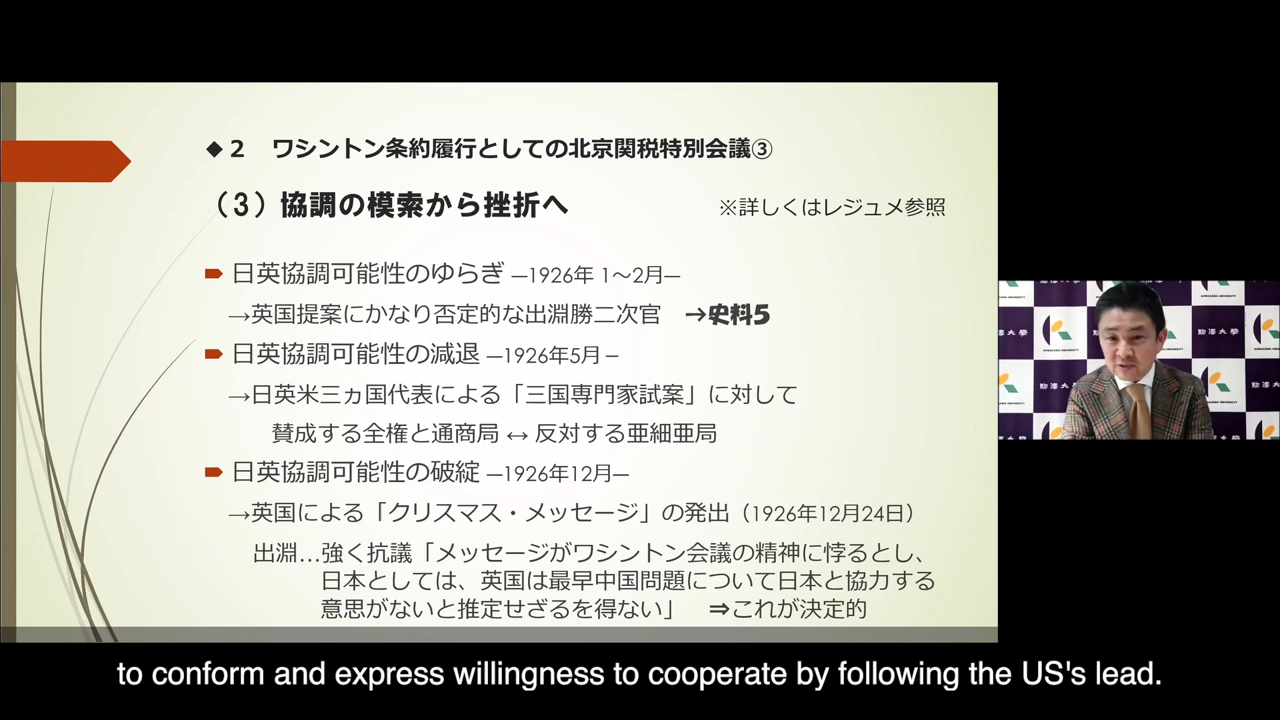 ◆２　ワシントン条約履行としての北京関税特別会議③
（３）協調の模索から挫折へ
※詳しくはレジュメ参照
日英協調可能性のゆらぎ ―1926年 1～2月―
→英国提案にかなり否定的な出淵勝二次官　→史料5
日英協調可能性の減退 ―1926年5月 ―
→日英米三ヵ国代表による「三国専門家試案」に対して
賛成する全権と通商局 ↔ 反対する亜細亜局
日英協調可能性の破綻 ―1926年12月―
→英国による「クリスマス・メッセージ」の発出（1926年12月24日）
出淵…強く抗議「メッセージがワシントン会議の精神に悖るとし、
日本としては、英国は最早中国問題について日本と協力する
意思がないと推定せざるを得ない」　⇒これが決定的
駒澤大學
KOMAZAWA UNIVERSITY
to conform and express willingness to cooperate by following the US's lead.